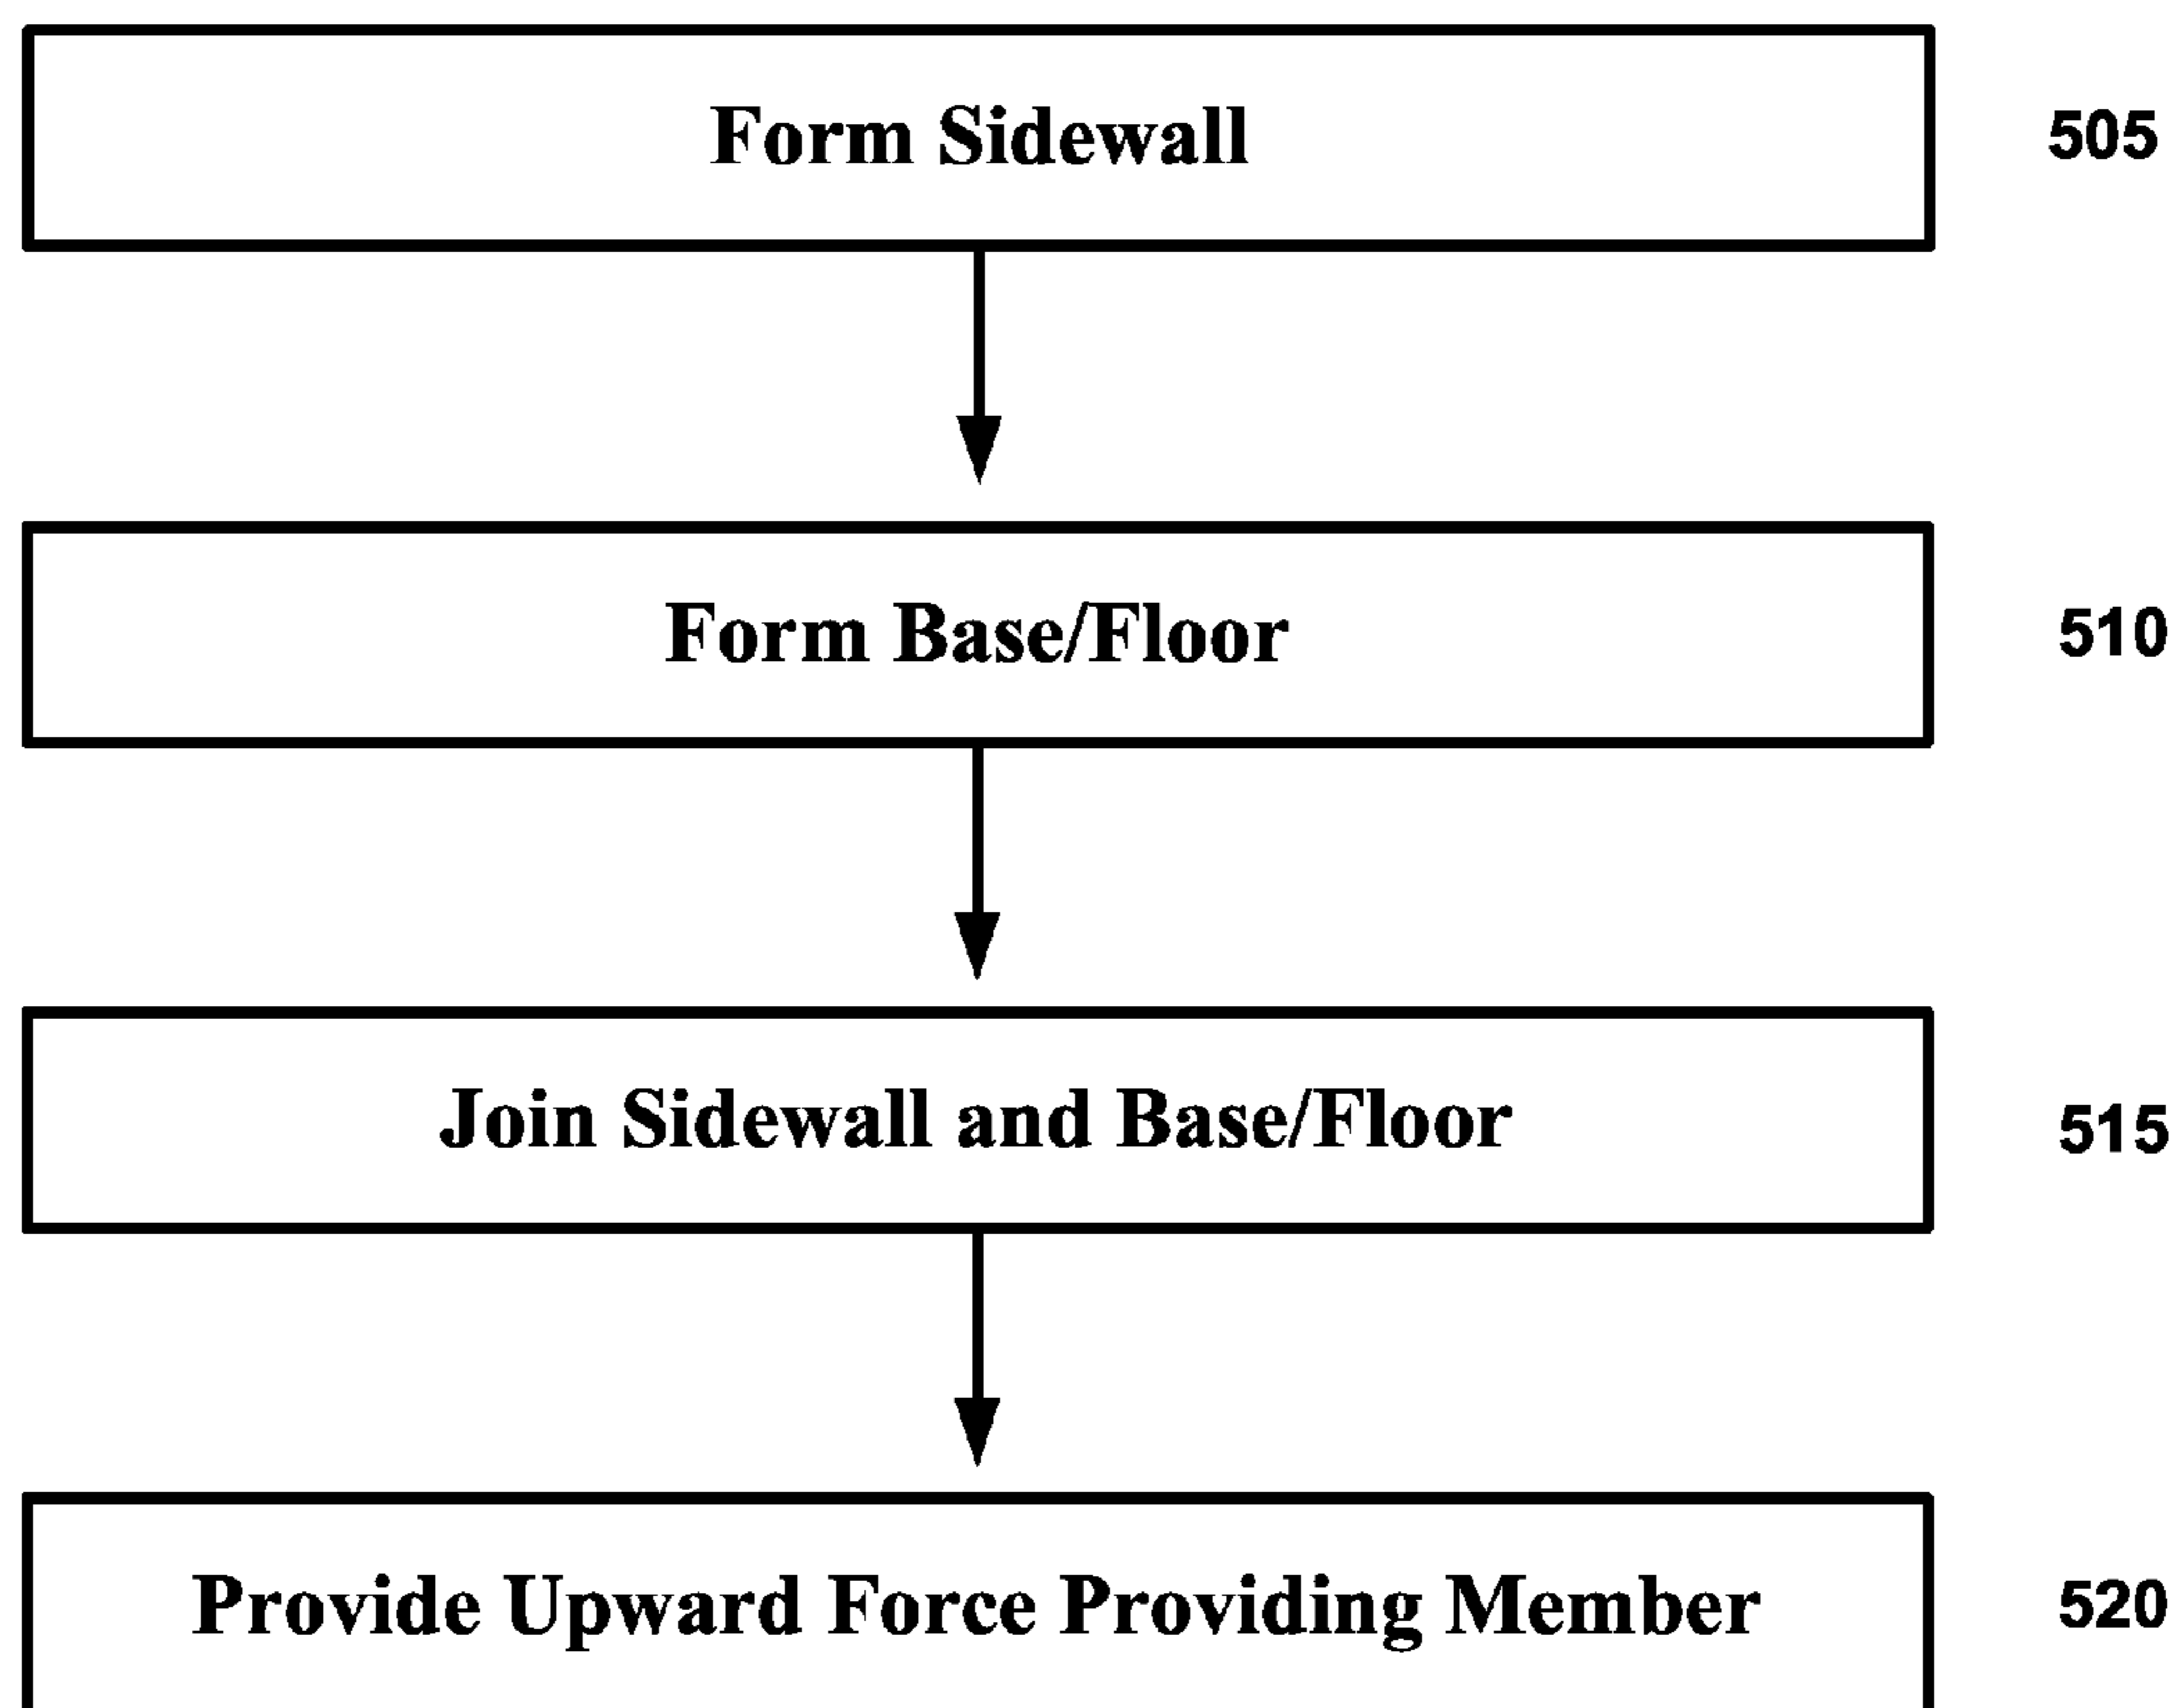 Form Sidewall
505
Form Base/Floor
510
Join Sidewall and Base/Floor
515
Provide Upward Force Providing Member
520